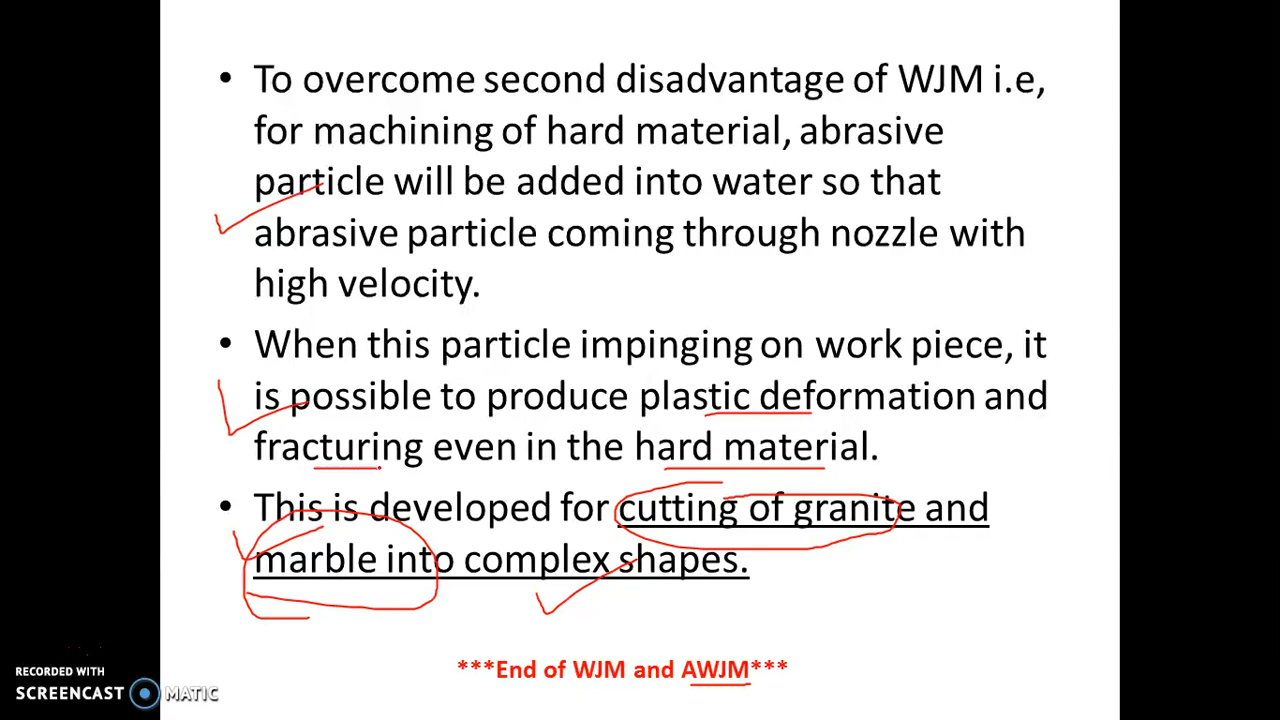 • To overcome second disadvantage of WJM i.e,
for machining of hard material, abrasive
particle will be added into water so that
abrasive particle coming through nozzle with
high velocity.
• When this particle impinging on work piece, it
is possible to produce plastic deformation and
fracturing even in the hard material.
• This is developed for cutting of granite and
marble into complex shapes.
***End of WJM and AWJM***
RECORDED WITH
SCREENCAST MATIC